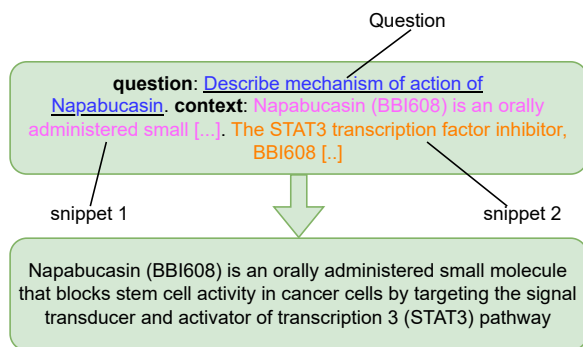 Question
question: Describe mechanism of action of
Napabucasin. context: Napabucasin (BBI608) is an orally
administered small [...]. The STAT3 transcription factor inhibitor,
BBI608 [..]
snippet 1
snippet 2
Napabucasin (BBI608) is an orally administered small molecule
that blocks stem cell activity in cancer cells by targeting the signal
transducer and activator of transcription 3 (STAT3) pathway